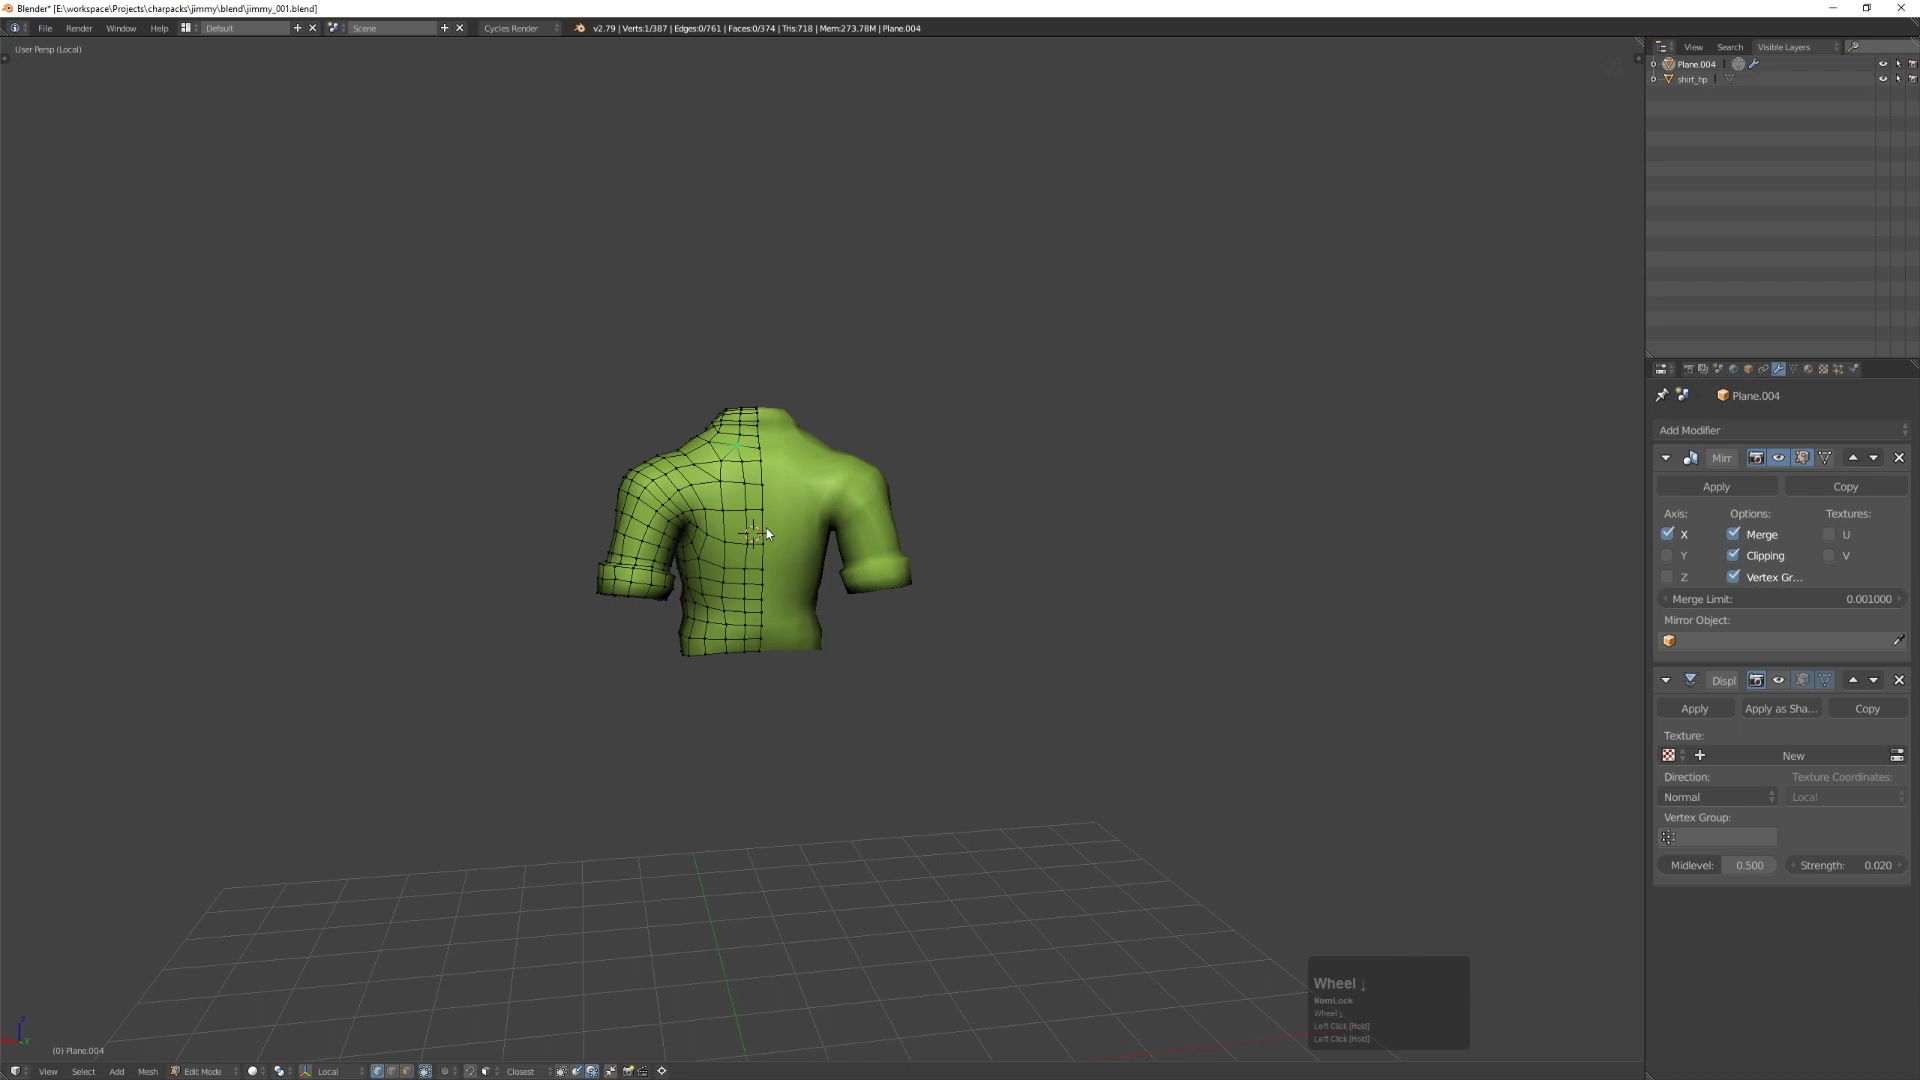 Blender* [E:\workspace\Projects\charpacks\jimmy\blend\jimmy_001.blend]
File Render Window Help Default Scene Cycles Render v2.79 | Verts:1/387 | Edges:0/761 | Faces:0/374 | Tris:718 | Mem:273.78M | Plane.004
User Persp (Local)
View Search Visible Layers
Plane.004
shirt_hp
Plane.004
Add Modifier
Mirr
Apply Copy
Axis: Options: Textures:
X Merge U
Y Clipping V
Z Vertex Gr...
Merge Limit: 0.001000
Mirror Object:
Displ
Apply Apply as Sha... Copy
Texture:
New
Direction: Texture Coordinates:
Normal Local
Vertex Group:
Midlevel: 0.500 Strength: 0.020
Wheel ↓
NumLock
Wheel ↓
Left Click [Hold]
Left Click [Hold]
z
y
(0) Plane.004
View Select Add Mesh Edit Mode Local Closest